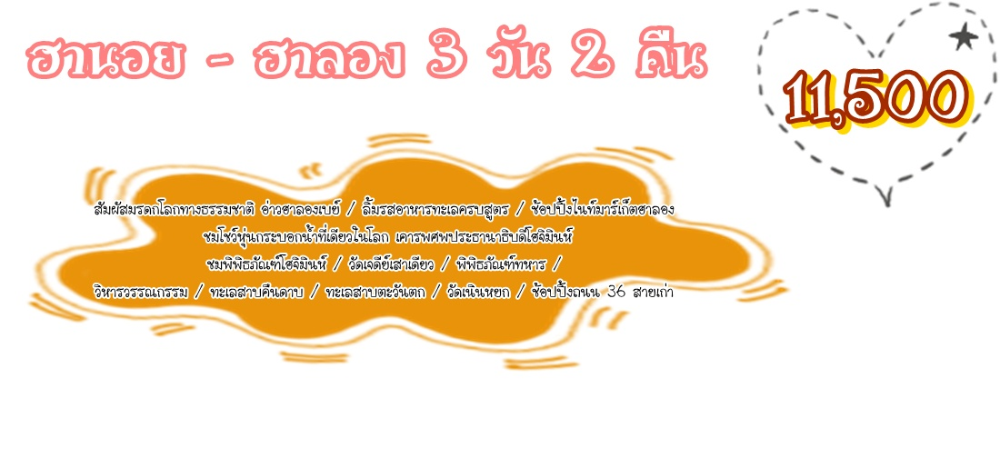 ฮานอย - ฮาลอง 3 วัน 2 คืน
11,500
สัมผัสมรดกโลกทางธรรมชาติ อ่าวฮาลองเบย์ / ลิ้มรสอาหารทะเลครบสูตร / ช้อปปิ้งไนท์มาร์เก็ตฮาลอง
ชมโชว์หุ่นกระบอกน้ำที่เดียวในโลก เคารพศพประธานาธิบดีโฮจิมินห์
ชมพิพิธภัณฑ์โฮจิมินห์ / วัดเจดีย์เสาเดียว / พิพิธภัณฑ์ทหาร /
วิหารวรรณกรรม / ทะเลสาบคืนดาบ / ทะเลสาบตะวันตก / วัดเนินหยก / ช้อปปิ้งถนน 36 สายเก่า